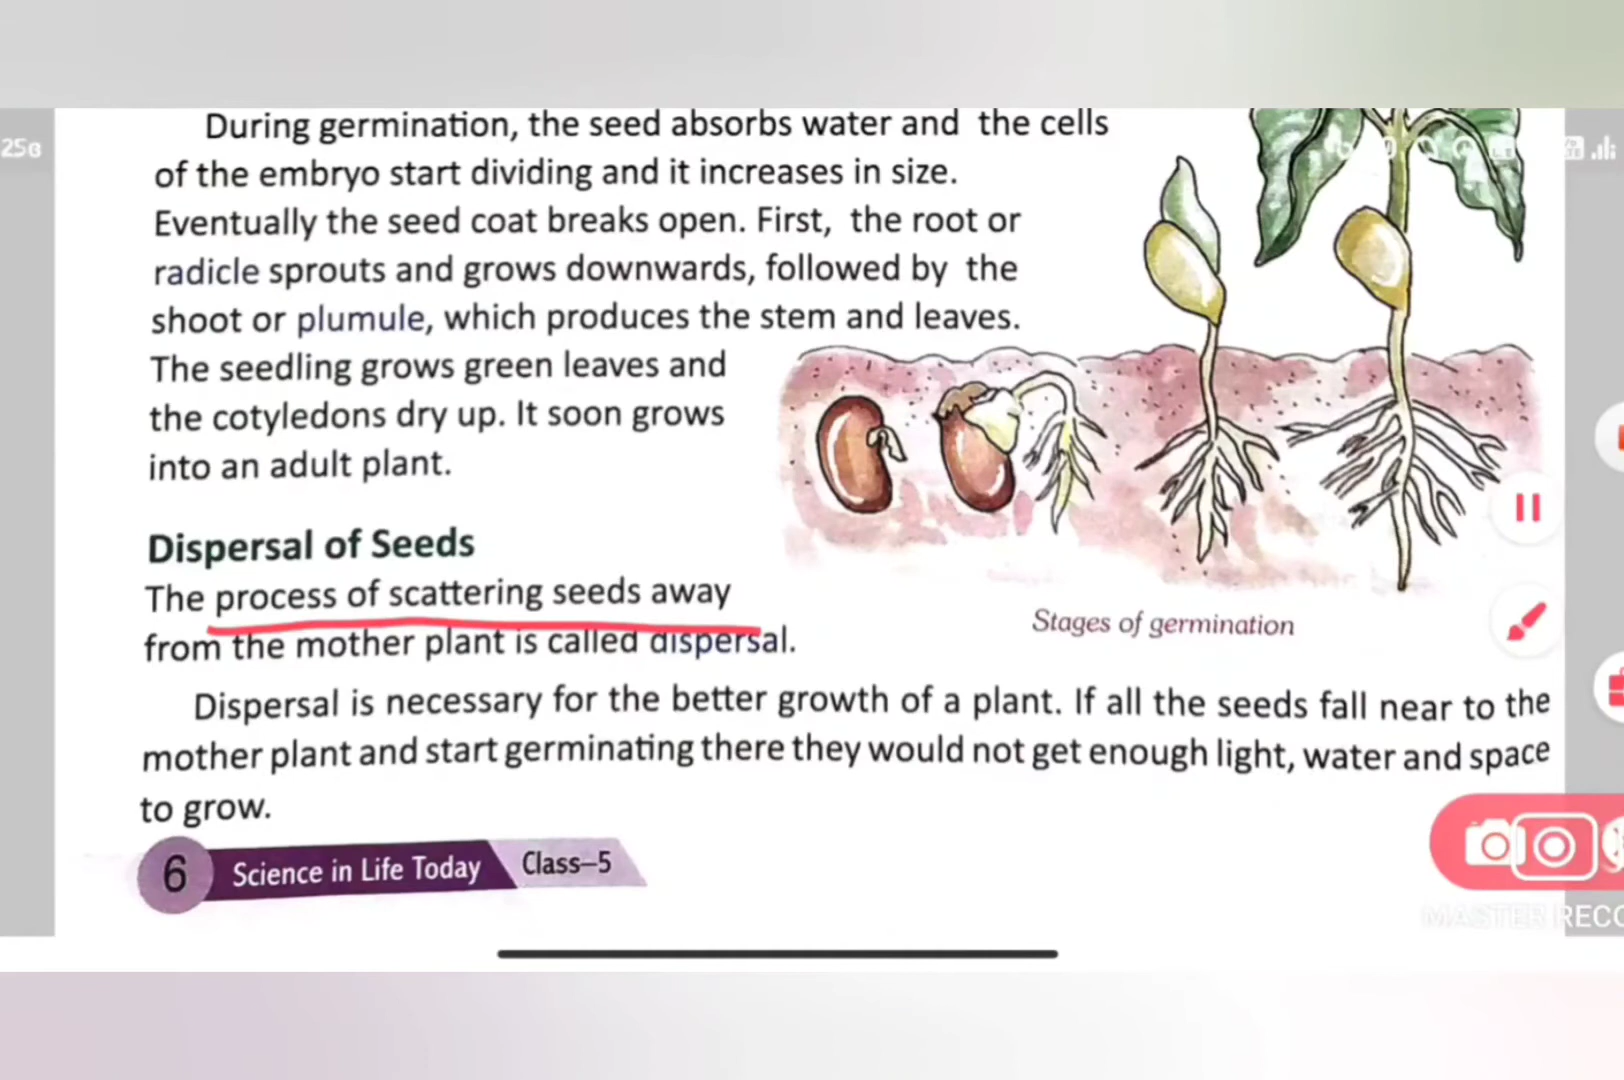 During germination, the seed absorbs water and the cells
of the embryo start dividing and it increases in size.
Eventually the seed coat breaks open. First, the root or
radicle sprouts and grows downwards, followed by the
shoot or plumule, which produces the stem and leaves.
The seedling grows green leaves and
the cotyledons dry up. It soon grows
into an adult plant.
Dispersal of Seeds
The process of scattering seeds away
from the mother plant is called dispersal.
Stages of germination
Dispersal is necessary for the better growth of a plant. If all the seeds fall near to the
mother plant and start germinating there they would not get enough light, water and space
to grow.
6 Science in Life Today Class–5
MASTER RECO